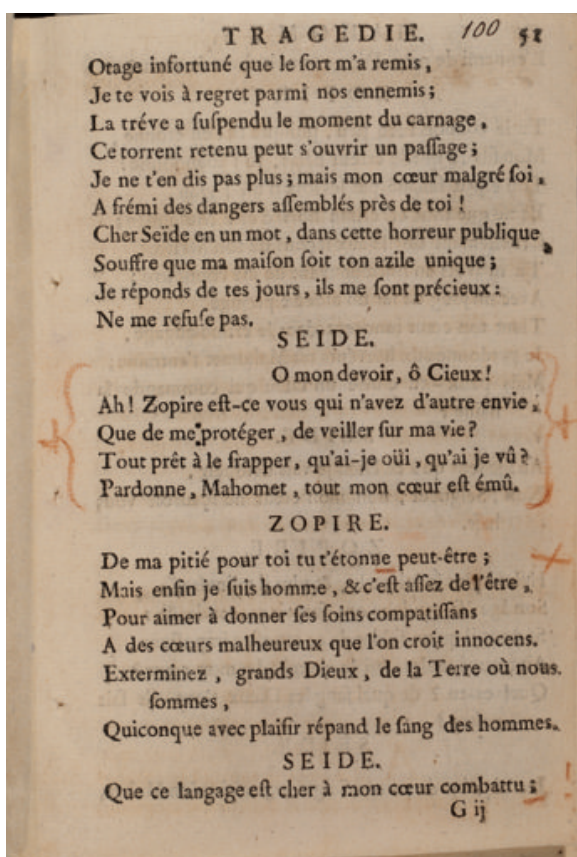 TRAGEDIE. 100 51
Otage infortuné que le ſort m'a remis,
Je te vois à regret parmi nos ennemis;
La tréve a ſuſpendu le moment du carnage,
Ce torrent retenu peut s'ouvrir un paſſage;
Je ne t'en dis pas plus; mais mon cœur malgré ſoi,
A frémi des dangers aſſemblés près de toi!
Cher Seïde en un mot, dans cette horreur publique,
Souffre que ma maiſon ſoit ton azile unique;
Je réponds de tes jours, ils me ſont précieux:
Ne me refuſe pas.
SEIDE.
O mon devoir, ô Cieux!
Ah! Zopire eſt-ce vous qui n'avez d'autre envie,
Que de me protéger, de veiller ſur ma vie?
Tout prêt à le frapper, qu'ai-je oüi, qu'ai je vû?
Pardonne, Mahomet, tout mon cœur eſt émû.
ZOPIRE.
De ma pitié pour toi tu t'étonne peut-être;
Mais enfin je ſuis homme, & c'eſt aſſez de l'être,
Pour aimer à donner ſes ſoins compatiſſans
A des cœurs malheureux que l'on croit innocens.
Exterminez, grands Dieux, de la Terre où nous
ſommes,
Quiconque avec plaiſir répand le ſang des hommes.
SEIDE.
Que ce langage eſt cher à mon cœur combattu;
G ij